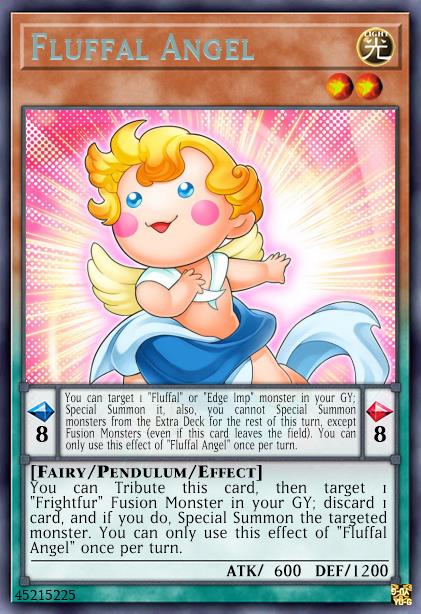 Fluffal Angel
LIGHT
光
You can target 1 "Fluffal" or "Edge Imp" monster in your GY;
Special Summon it, also, you cannot Special Summon
monsters from the Extra Deck for the rest of this turn, except
Fusion Monsters (even if this card leaves the field). You can
only use this effect of "Fluffal Angel" once per turn.
8
8
[Fairy/Pendulum/Effect]
You can Tribute this card, then target 1
"Frightfur" Fusion Monster in your GY; discard 1
card, and if you do, Special Summon the targeted
monster. You can only use this effect of "Fluffal
Angel" once per turn.
ATK/ 600 DEF/1200
45215225